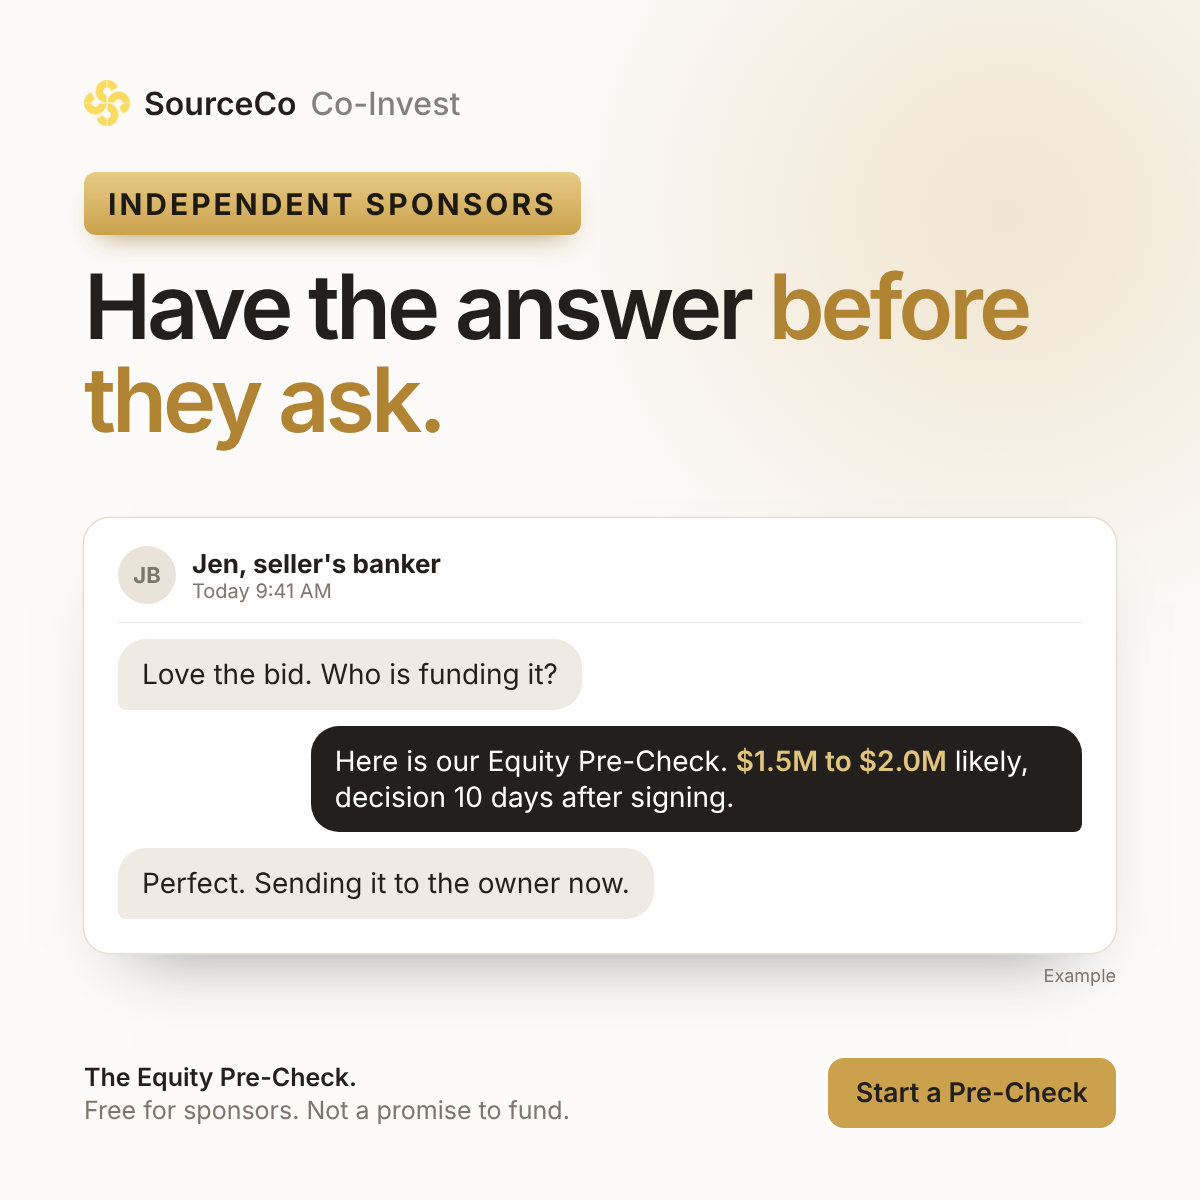 SourceCo Co-Invest
INDEPENDENT SPONSORS
Have the answer before
they ask.
JB
Jen, seller's banker
Today 9:41 AM
Love the bid. Who is funding it?
Here is our Equity Pre-Check. $1.5M to $2.0M likely,
decision 10 days after signing.
Perfect. Sending it to the owner now.
Example
The Equity Pre-Check.
Free for sponsors. Not a promise to fund.
Start a Pre-Check